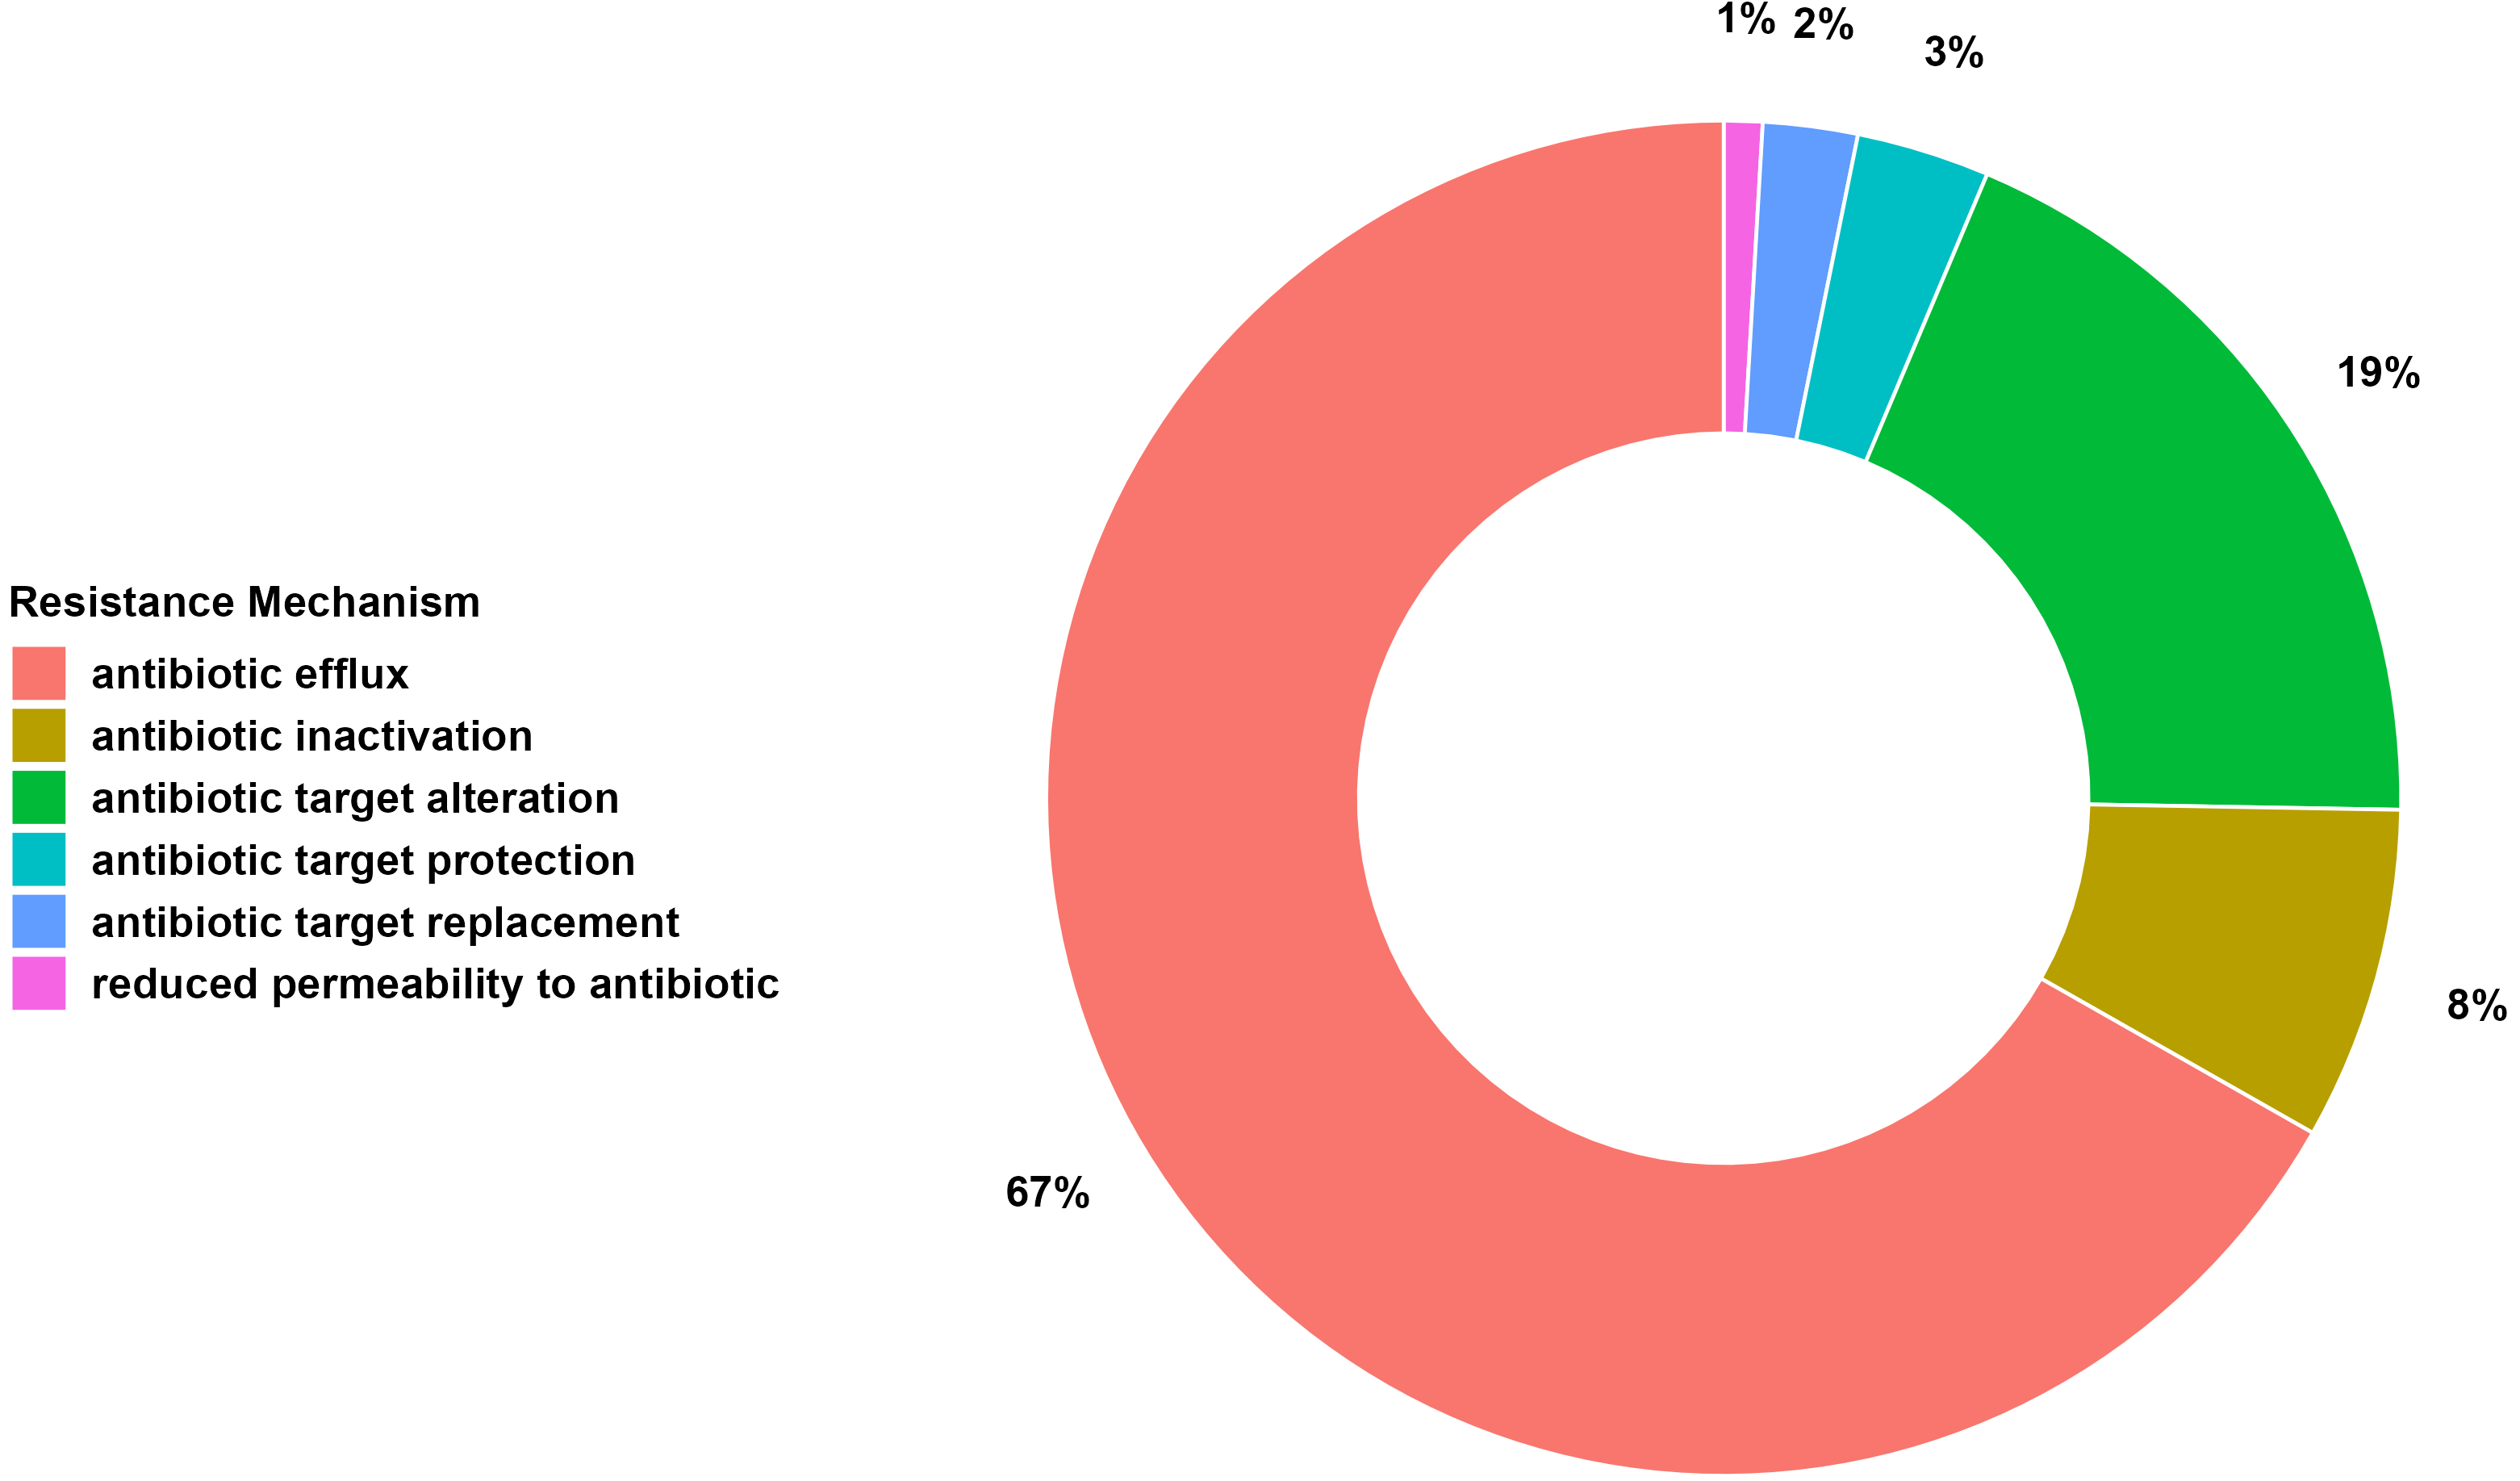 1%
2%
3%
19%
8%
67%
Resistance Mechanism
antibiotic efflux
antibiotic inactivation
antibiotic target alteration
antibiotic target protection
antibiotic target replacement
reduced permeability to antibiotic